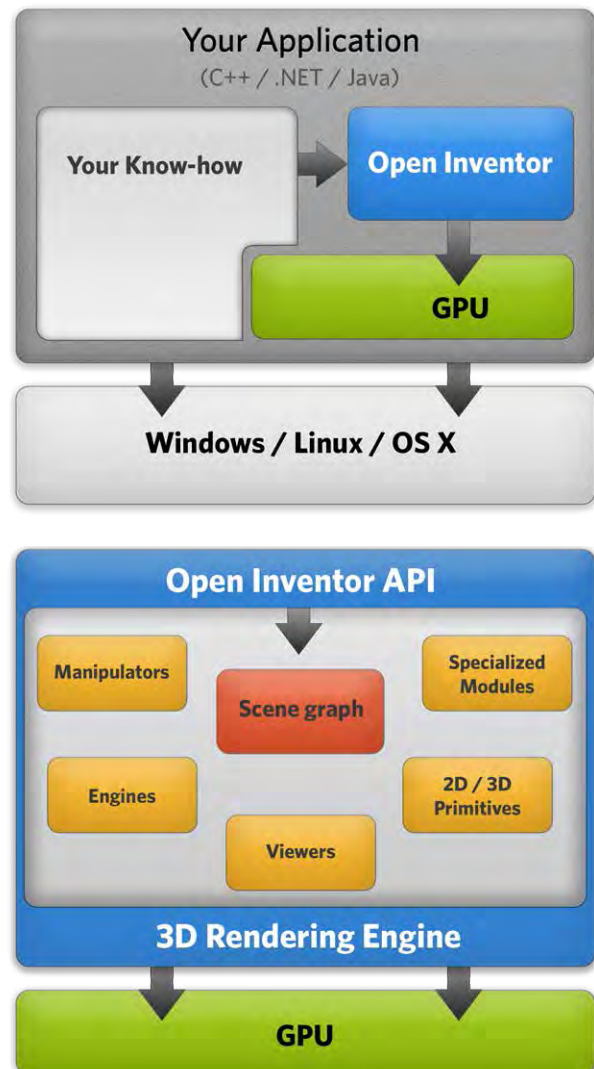 Your Application
(C++ / .NET / Java)
Your Know-how
Open Inventor
GPU
Windows / Linux / OS X
Open Inventor API
Manipulators
Scene graph
Specialized
Modules
Engines
2D / 3D
Primitives
Viewers
3D Rendering Engine
GPU